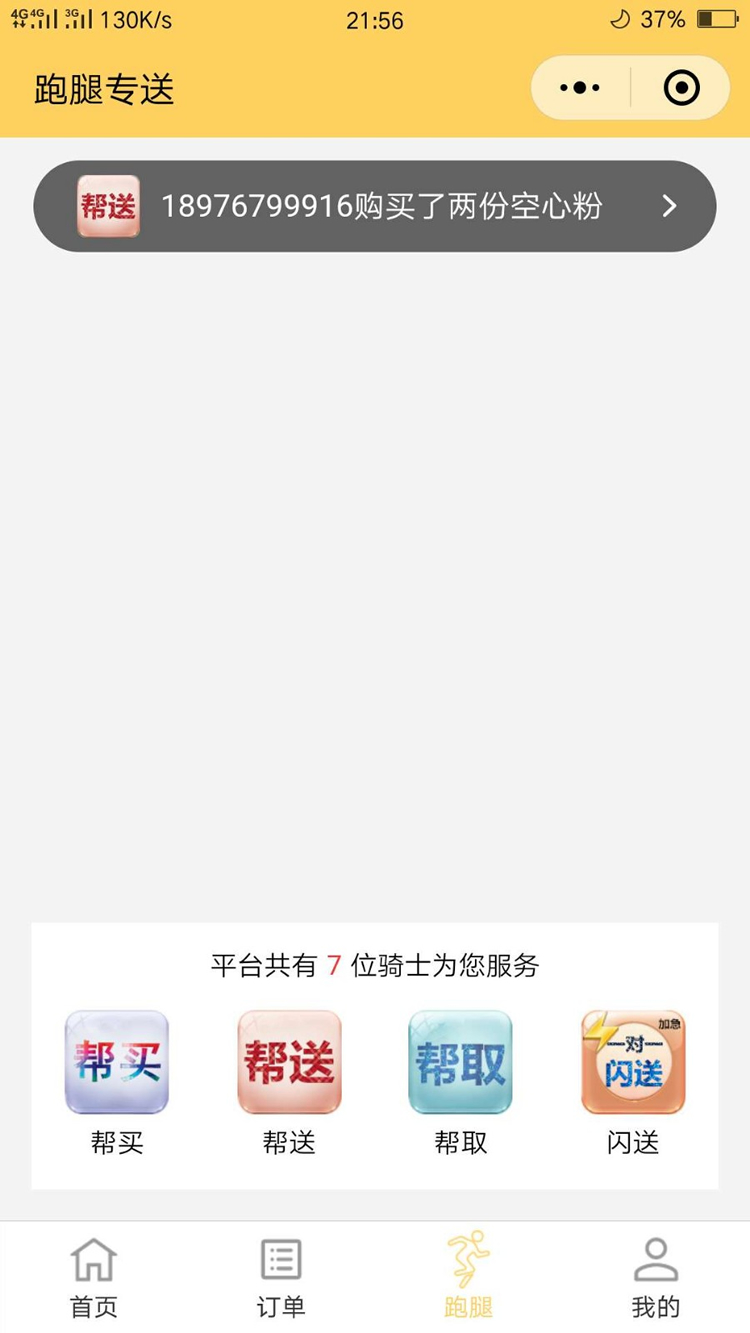 4G 4G 3G 130K/s 21:56 37%
跑腿专送
帮送 18976799916购买了两份空心粉
平台共有 7 位骑士为您服务
帮买 帮送 帮取 加急 对 闪送
帮买 帮送 帮取 闪送
首页 订单 跑腿 我的